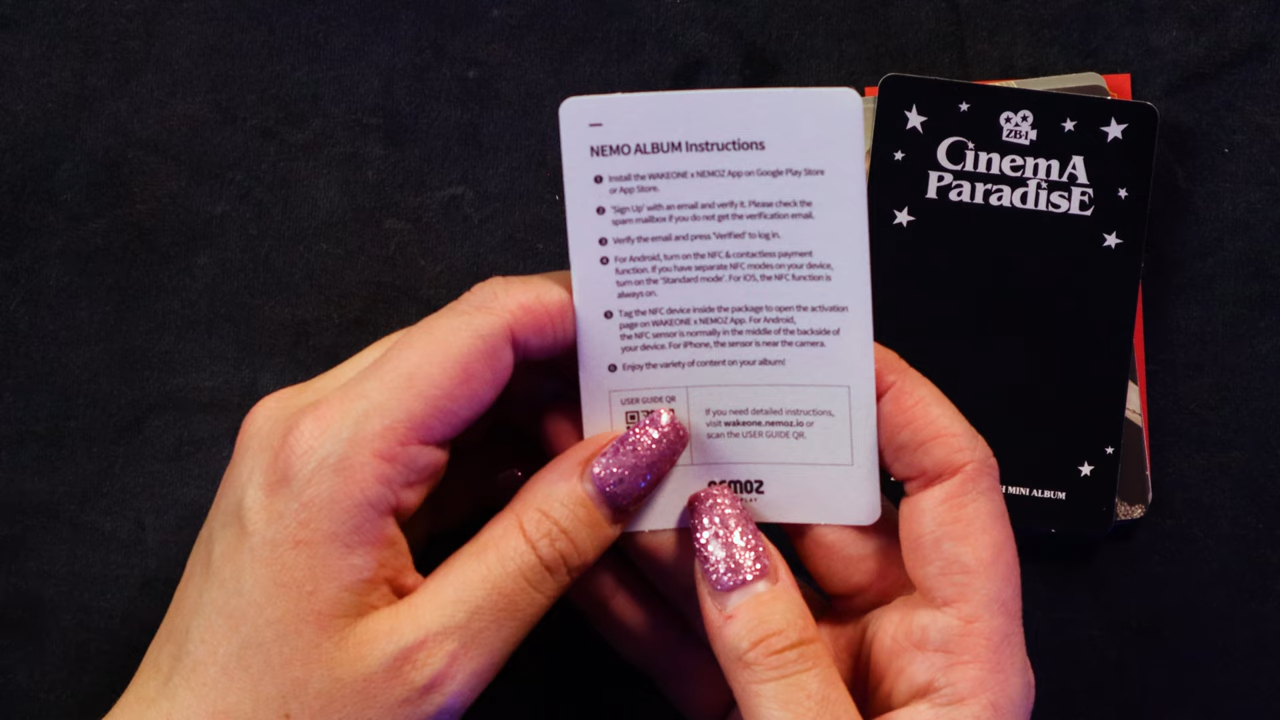 NEMO ALBUM Instructions
1 Install the WAKEONE x NEMOZ App on Google Play Store
or App Store.
2 'Sign Up' with an email and verify it. Please check the
spam mailbox if you do not get the verification email.
3 Verify the email and press 'Verified' to log in.
4 For Android, turn on the NFC & contactless payment
function. If you have separate NFC modes on your device,
turn on the 'Standard mode'. For iOS, the NFC function is
always on.
5 Tag the NFC device inside the package to open the activation
page on WAKEONE x NEMOZ App. For Android,
the NFC sensor is normally in the middle of the backside of
your device. For iPhone, the sensor is near the camera.
6 Enjoy the variety of content on your album!
USER GUIDE QR
If you need detailed instructions,
visit wakeone.nemoz.io or
scan the USER GUIDE QR.
nemoz
ZB1
CinemA
ParadisE
MINI ALBUM